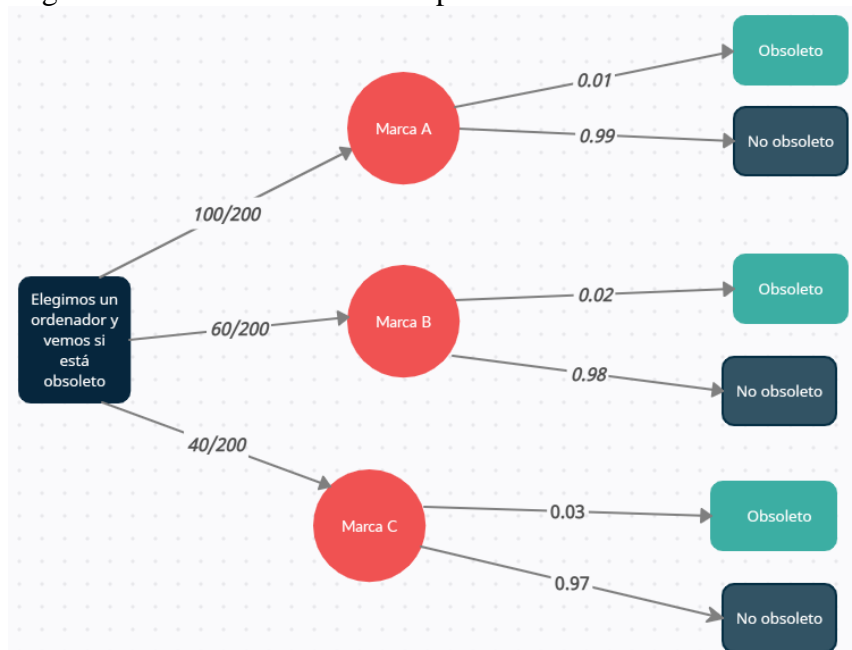 Obsoleto
0.01
Marca A
0.99
No obsoleto
100/200
Elegimos un
ordenador y
vemos si
está
obsoleto
60/200
Marca B
0.02
Obsoleto
0.98
No obsoleto
40/200
Marca C
0.03
Obsoleto
0.97
No obsoleto